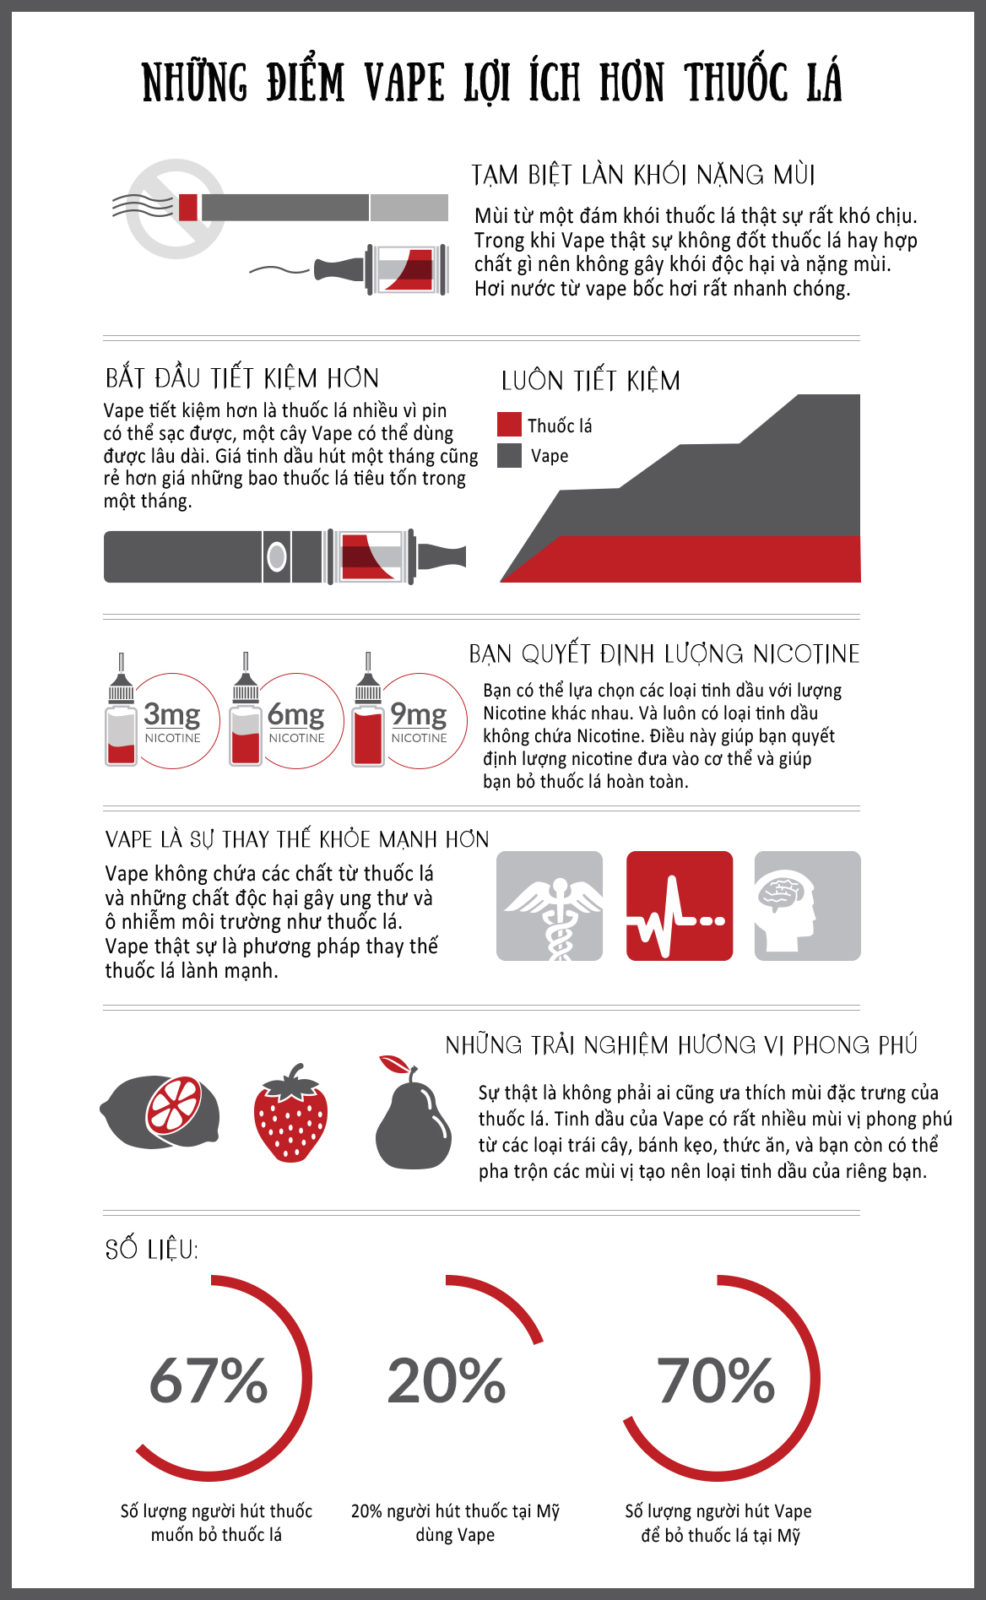 NHỮNG ĐIỂM VAPE LỢI ÍCH HƠN THUỐC LÁ
TẠM BIỆT LÀN KHÓI NẶNG MÙI
Mùi từ một đám khói thuốc lá thật sự rất khó chịu.
Trong khi Vape thật sự không đốt thuốc lá hay hợp
chất gì nên không gây khói độc hại và nặng mùi.
Hơi nước từ vape bốc hơi rất nhanh chóng.
BẮT ĐẦU TIẾT KIỆM HƠN
Vape tiết kiệm hơn là thuốc lá nhiều vì pin
có thể sạc được, một cây Vape có thể dùng
được lâu dài. Giá tinh dầu hút một tháng cũng
rẻ hơn giá những bao thuốc lá tiêu tốn trong
một tháng.
LUÔN TIẾT KIỆM
Thuốc lá
Vape
3mg
NICOTINE
6mg
NICOTINE
9mg
NICOTINE
BẠN QUYẾT ĐỊNH LƯỢNG NICOTINE
Bạn có thể lựa chọn các loại tinh dầu với lượng
Nicotine khác nhau. Và luôn có loại tinh dầu
không chứa Nicotine. Điều này giúp bạn quyết
định lượng nicotine đưa vào cơ thể và giúp
bạn bỏ thuốc lá hoàn toàn.
VAPE LÀ SỰ THAY THẾ KHỎE MẠNH HƠN
Vape không chứa các chất từ thuốc lá
và những chất độc hại gây ung thư và
ô nhiễm môi trường như thuốc lá.
Vape thật sự là phương pháp thay thế
thuốc lá lành mạnh.
NHỮNG TRẢI NGHIỆM HƯƠNG VỊ PHONG PHÚ
Sự thật là không phải ai cũng ưa thích mùi đặc trưng của
thuốc lá. Tinh dầu của Vape có rất nhiều mùi vị phong phú
từ các loại trái cây, bánh kẹo, thức ăn, và bạn còn có thể
pha trộn các mùi vị tạo nên loại tinh dầu của riêng bạn.
SỐ LIỆU:
67%
Số lượng người hút thuốc
muốn bỏ thuốc lá
20%
20% người hút thuốc tại Mỹ
dùng Vape
70%
Số lượng người hút Vape
để bỏ thuốc lá tại Mỹ